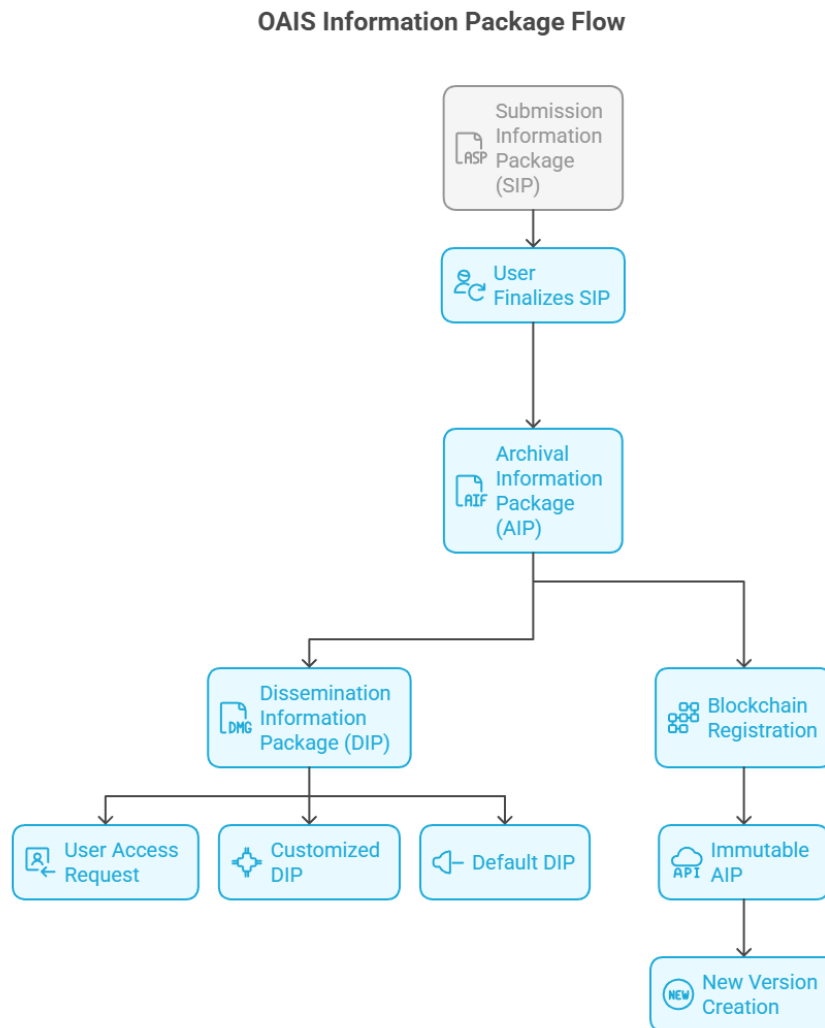 OAIS Information Package Flow
Submission
Information
Package
(SIP)
ASP
User
Finalizes SIP
Archival
Information
Package
(AIP)
AIF
Dissemination
Information
Package (DIP)
DMG
Blockchain
Registration
User Access
Request
Customized
DIP
Default DIP
Immutable
AIP
API
New Version
Creation
NEW